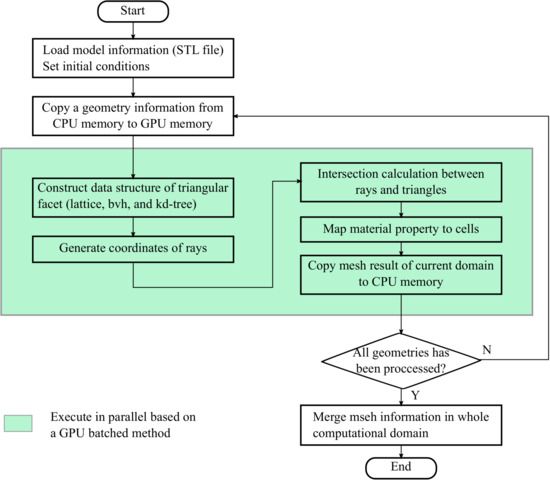 Start
Load model information (STL file)
Set initial conditions
Copy a geometry information from
CPU memory to GPU memory
Construct data structure of triangular
facet (lattice, bvh, and kd-tree)
Generate coordinates of rays
Intersection calculation between
rays and triangles
Map material property to cells
Copy mesh result of current domain
to CPU memory
All geometries has
been proccessed?
N
Y
Merge mseh information in whole
computational domain
End
Execute in parallel based on
a GPU batched method